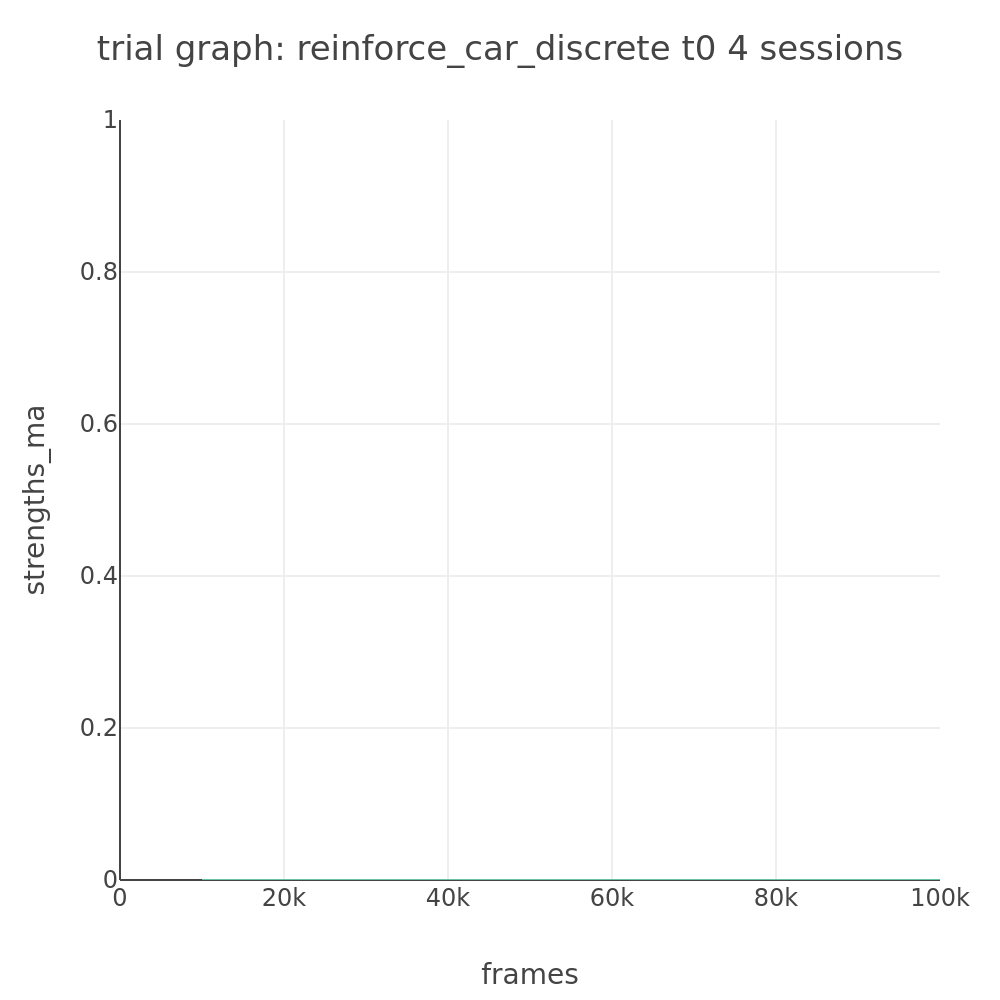 trial graph: reinforce_car_discrete t0 4 sessions
1
0.8
0.6
0.4
0.2
0
strengths_ma
0 20k 40k 60k 80k 100k
frames